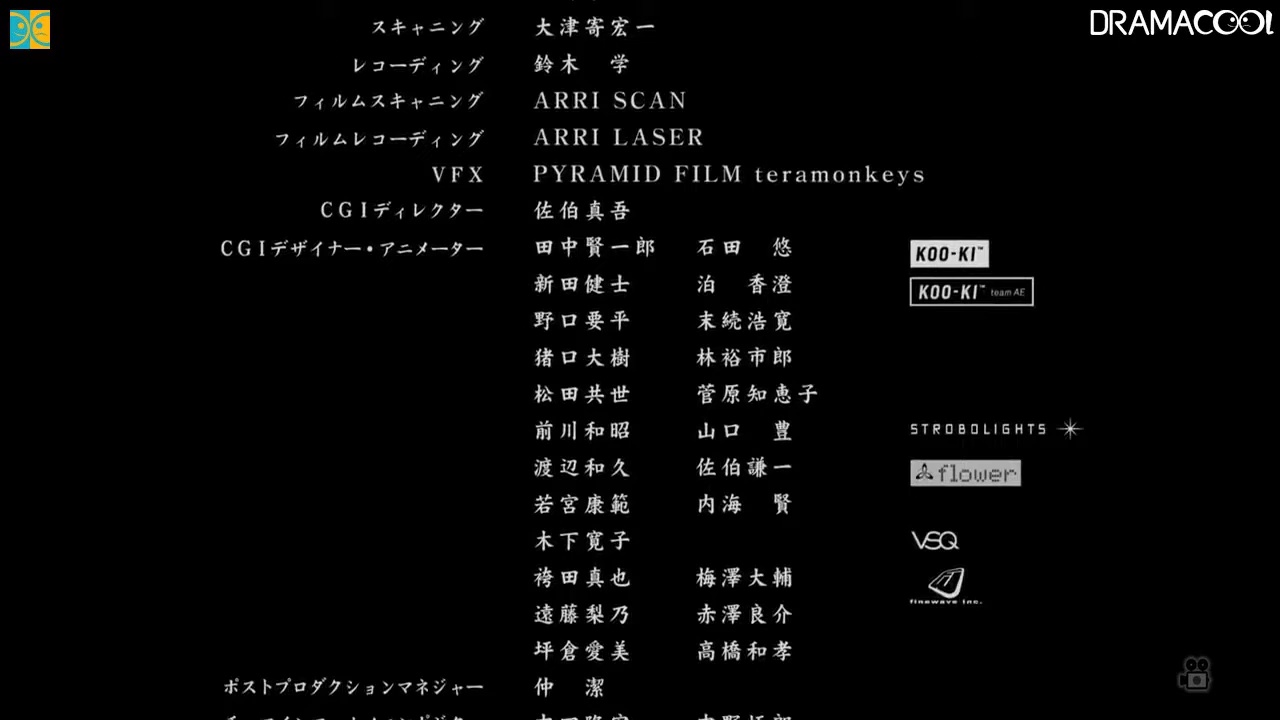 DRAMACOOL
スキャニング 大津寄宏一
レコーディング 鈴木 学
フィルムスキャニング ARRI SCAN
フィルムレコーディング ARRI LASER
VFX PYRAMID FILM teramonkeys
CGIディレクター 佐伯真吾
CGIデザイナー・アニメーター 田中賢一郎 石田 悠 KOO-KI™
新田健士 泊 香澄 KOO-KI™ team AE
野口要平 末続浩寛
猪口大樹 林裕市郎
松田共世 菅原知恵子
前川和昭 山口 豊 STROBOLIGHTS
渡辺和久 佐伯謙一 flower
若宮康範 内海 賢
木下寛子 VSQ
袴田真也 梅澤大輔 finewave inc.
遠藤梨乃 赤澤良介
坪倉愛美 高橋和孝
ポストプロダクションマネジャー 仲 潔